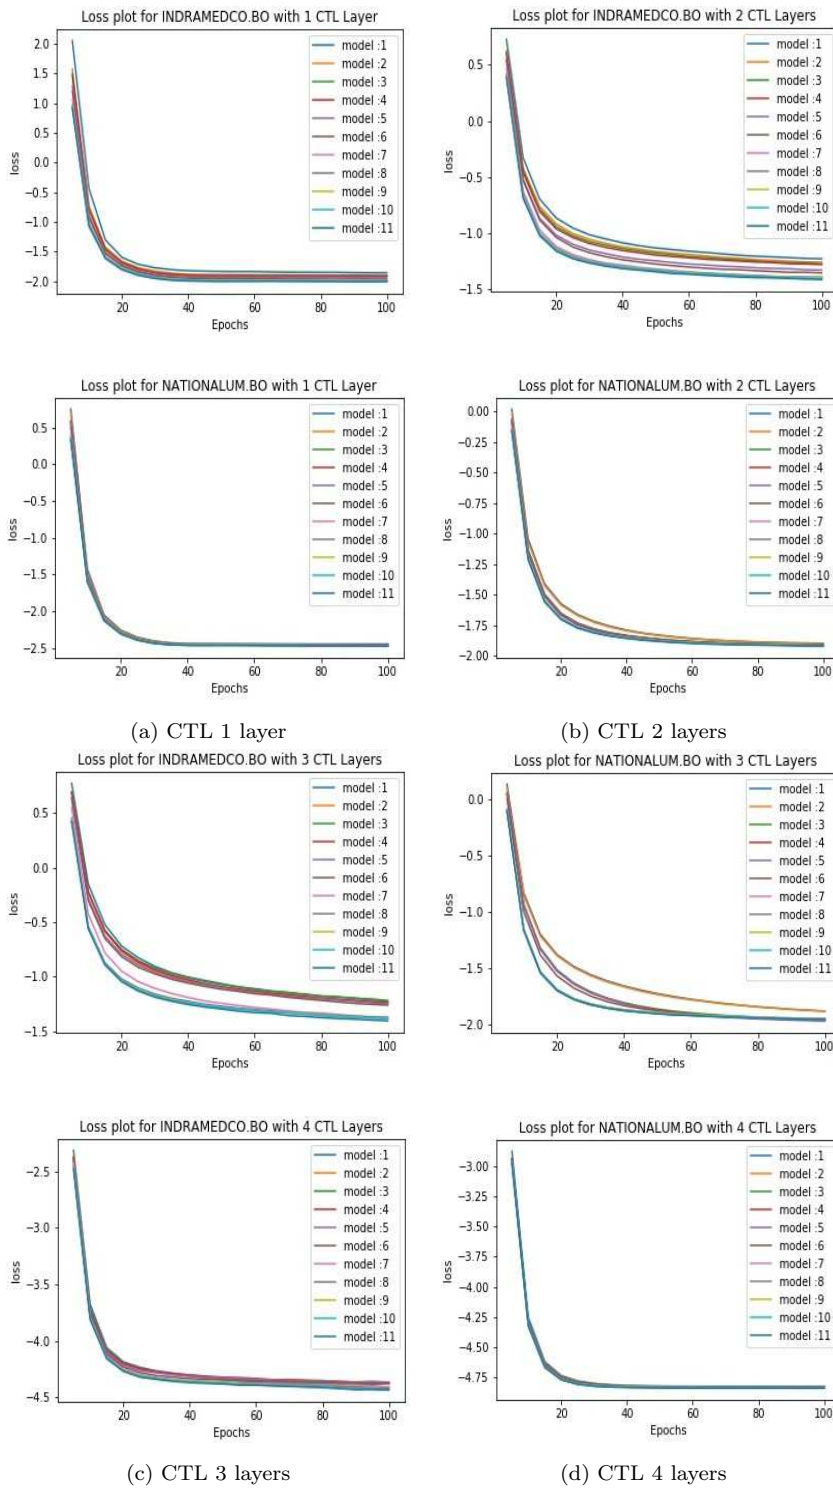 Loss plot for INDRAMEDCO.BO with 1 CTL Layer
2.0
1.5
1.0
0.5
0.0
−0.5
−1.0
−1.5
−2.0
loss
20 40 60 80 100
Epochs
model :1
model :2
model :3
model :4
model :5
model :6
model :7
model :8
model :9
model :10
model :11
Loss plot for INDRAMEDCO.BO with 2 CTL Layers
0.5
0.0
−0.5
−1.0
−1.5
loss
20 40 60 80 100
Epochs
model :1
model :2
model :3
model :4
model :5
model :6
model :7
model :8
model :9
model :10
model :11
Loss plot for NATIONALUM.BO with 1 CTL Layer
0.5
0.0
−0.5
−1.0
−1.5
−2.0
−2.5
loss
20 40 60 80 100
Epochs
model :1
model :2
model :3
model :4
model :5
model :6
model :7
model :8
model :9
model :10
model :11
Loss plot for NATIONALUM.BO with 2 CTL Layers
0.00
−0.25
−0.50
−0.75
−1.00
−1.25
−1.50
−1.75
−2.00
loss
20 40 60 80 100
Epochs
model :1
model :2
model :3
model :4
model :5
model :6
model :7
model :8
model :9
model :10
model :11
(a) CTL 1 layer
(b) CTL 2 layers
Loss plot for INDRAMEDCO.BO with 3 CTL Layers
0.5
0.0
−0.5
−1.0
−1.5
loss
20 40 60 80 100
Epochs
model :1
model :2
model :3
model :4
model :5
model :6
model :7
model :8
model :9
model :10
model :11
Loss plot for NATIONALUM.BO with 3 CTL Layers
0.0
−0.5
−1.0
−1.5
−2.0
loss
20 40 60 80 100
Epochs
model :1
model :2
model :3
model :4
model :5
model :6
model :7
model :8
model :9
model :10
model :11
Loss plot for INDRAMEDCO.BO with 4 CTL Layers
−2.5
−3.0
−3.5
−4.0
−4.5
loss
20 40 60 80 100
Epochs
model :1
model :2
model :3
model :4
model :5
model :6
model :7
model :8
model :9
model :10
model :11
Loss plot for NATIONALUM.BO with 4 CTL Layers
−3.00
−3.25
−3.50
−3.75
−4.00
−4.25
−4.50
−4.75
loss
20 40 60 80 100
Epochs
model :1
model :2
model :3
model :4
model :5
model :6
model :7
model :8
model :9
model :10
model :11
(c) CTL 3 layers
(d) CTL 4 layers